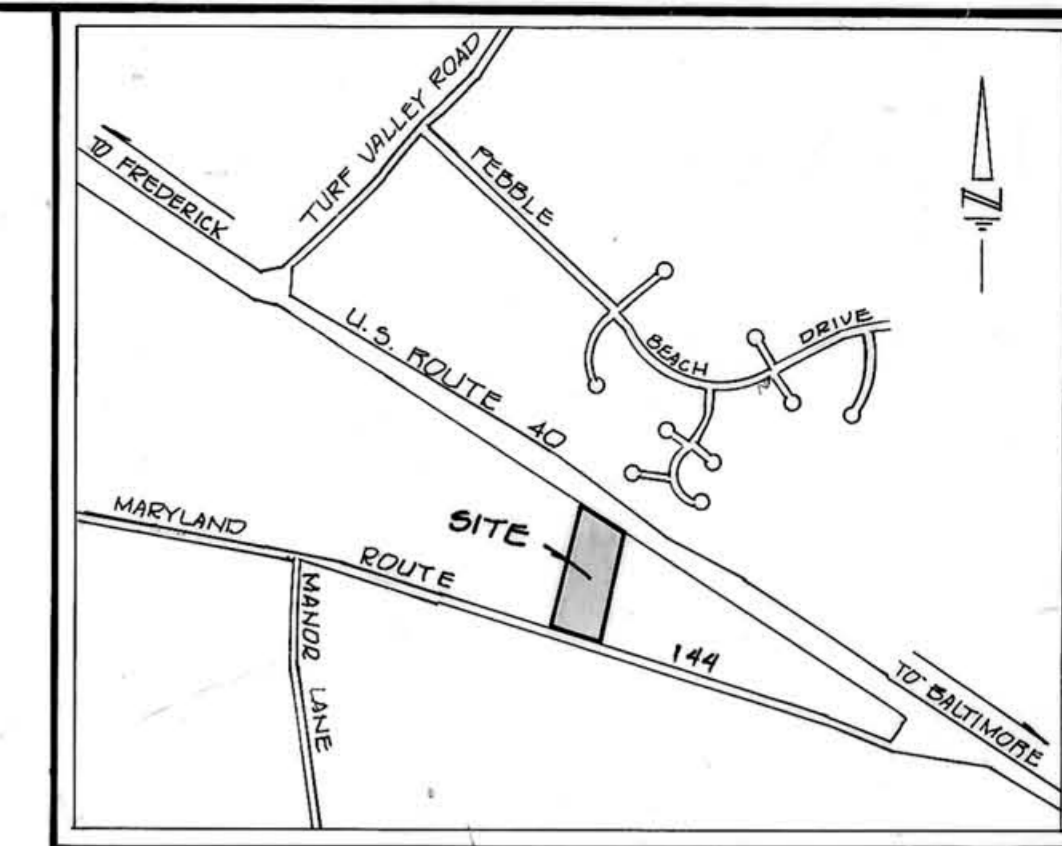 TURF VALLEY ROAD
TO FREDERICK
PEBBLE
BEACH
DRIVE
N
U.S. ROUTE 40
MARYLAND
ROUTE
144
SITE
MANOR LANE
TO BALTIMORE